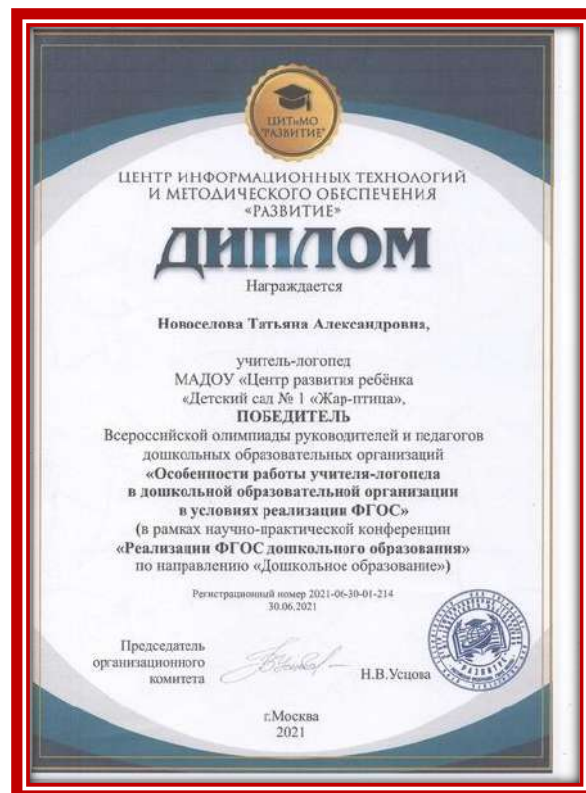 ЦИТиМО
"РАЗВИТИЕ"
ЦЕНТР ИНФОРМАЦИОННЫХ ТЕХНОЛОГИЙ
И МЕТОДИЧЕСКОГО ОБЕСПЕЧЕНИЯ
«РАЗВИТИЕ»
ДИПЛОМ
Награждается
Новоселова Татьяна Александровна,
учитель-логопед
МАДОУ «Центр развития ребёнка
«Детский сад № 1 «Жар-птица»,
ПОБЕДИТЕЛЬ
Всероссийской олимпиады руководителей и педагогов
дошкольных образовательных организаций
«Особенности работы учителя-логопеда
в дошкольной образовательной организации
в условиях реализации ФГОС»
(в рамках научно-практической конференции
«Реализации ФГОС дошкольного образования»
по направлению «Дошкольное образование»)
Регистрационный номер 2021-06-30-01-214
30.06.2021
Председатель
организационного
комитета
Н.В.Усцова
РАЗВИТИЕ
г.Москва
2021